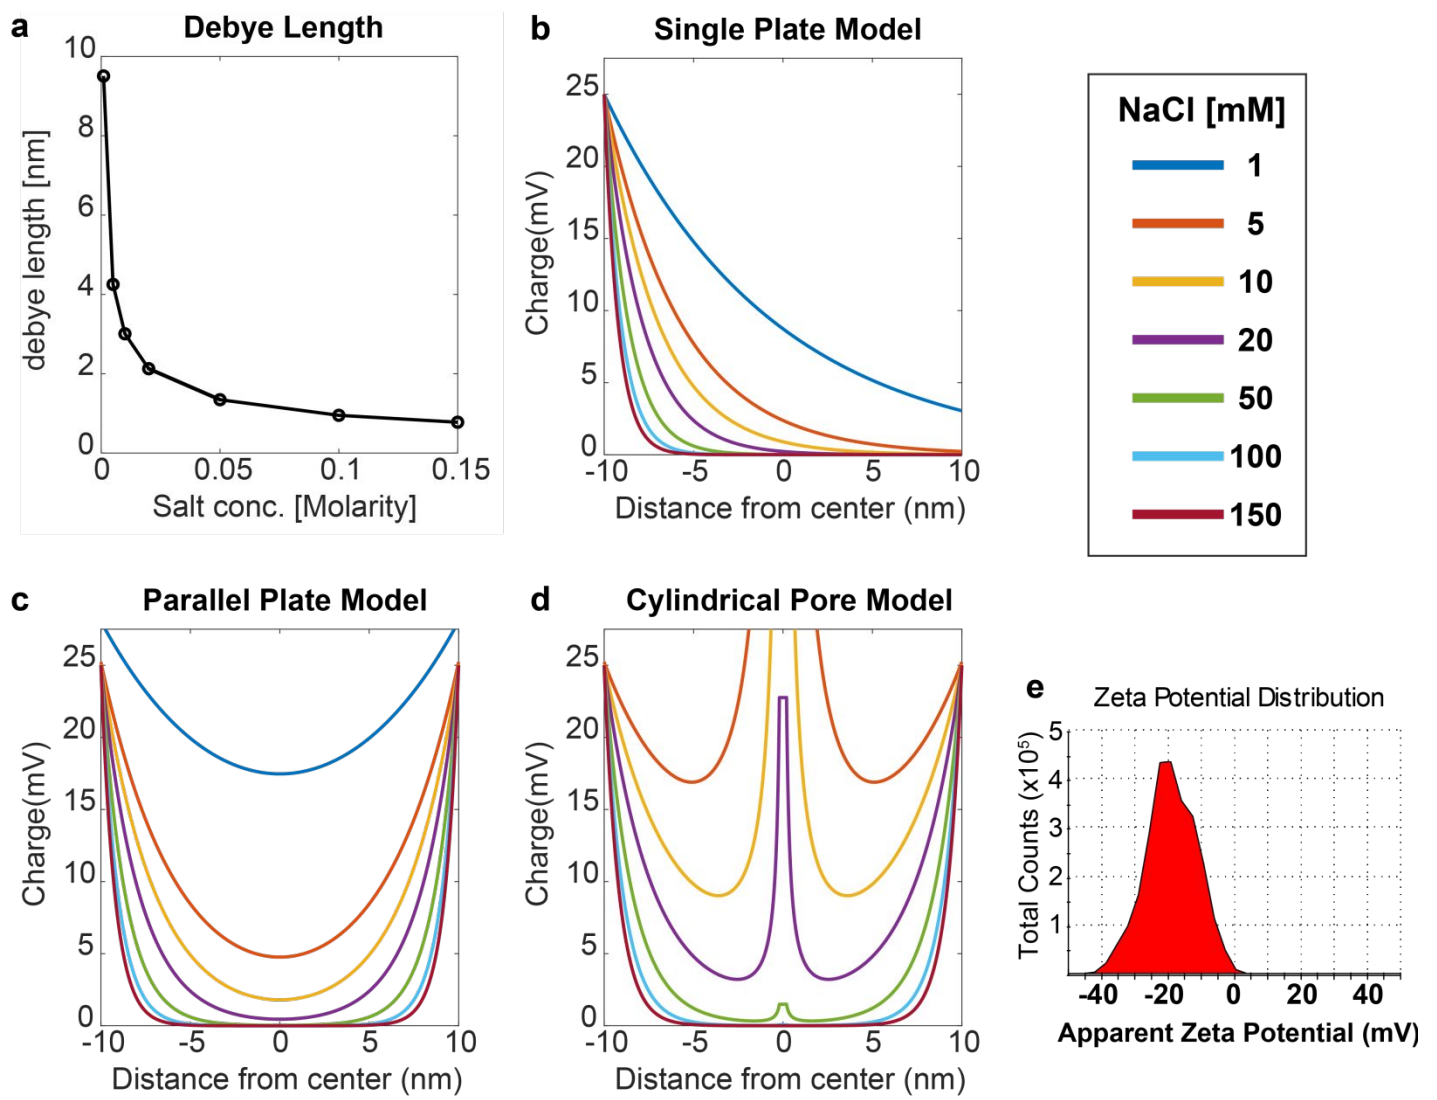 a
Debye Length
10
8
6
4
2
0
debye length [nm]
0
0.05
0.1
0.15
Salt conc. [Molarity]
b
Single Plate Model
25
20
15
10
5
0
Charge(mV)
-10
-5
0
5
10
Distance from center (nm)
NaCl [mM]
1
5
10
20
50
100
150
c
Parallel Plate Model
25
20
15
10
5
0
Charge(mV)
-10
-5
0
5
10
Distance from center (nm)
d
Cylindrical Pore Model
25
20
15
10
5
0
Charge(mV)
-10
-5
0
5
10
Distance from center (nm)
e
Zeta Potential Distribution
5
4
3
2
1
Total Counts (x10⁵)
-40
-20
0
20
40
Apparent Zeta Potential (mV)